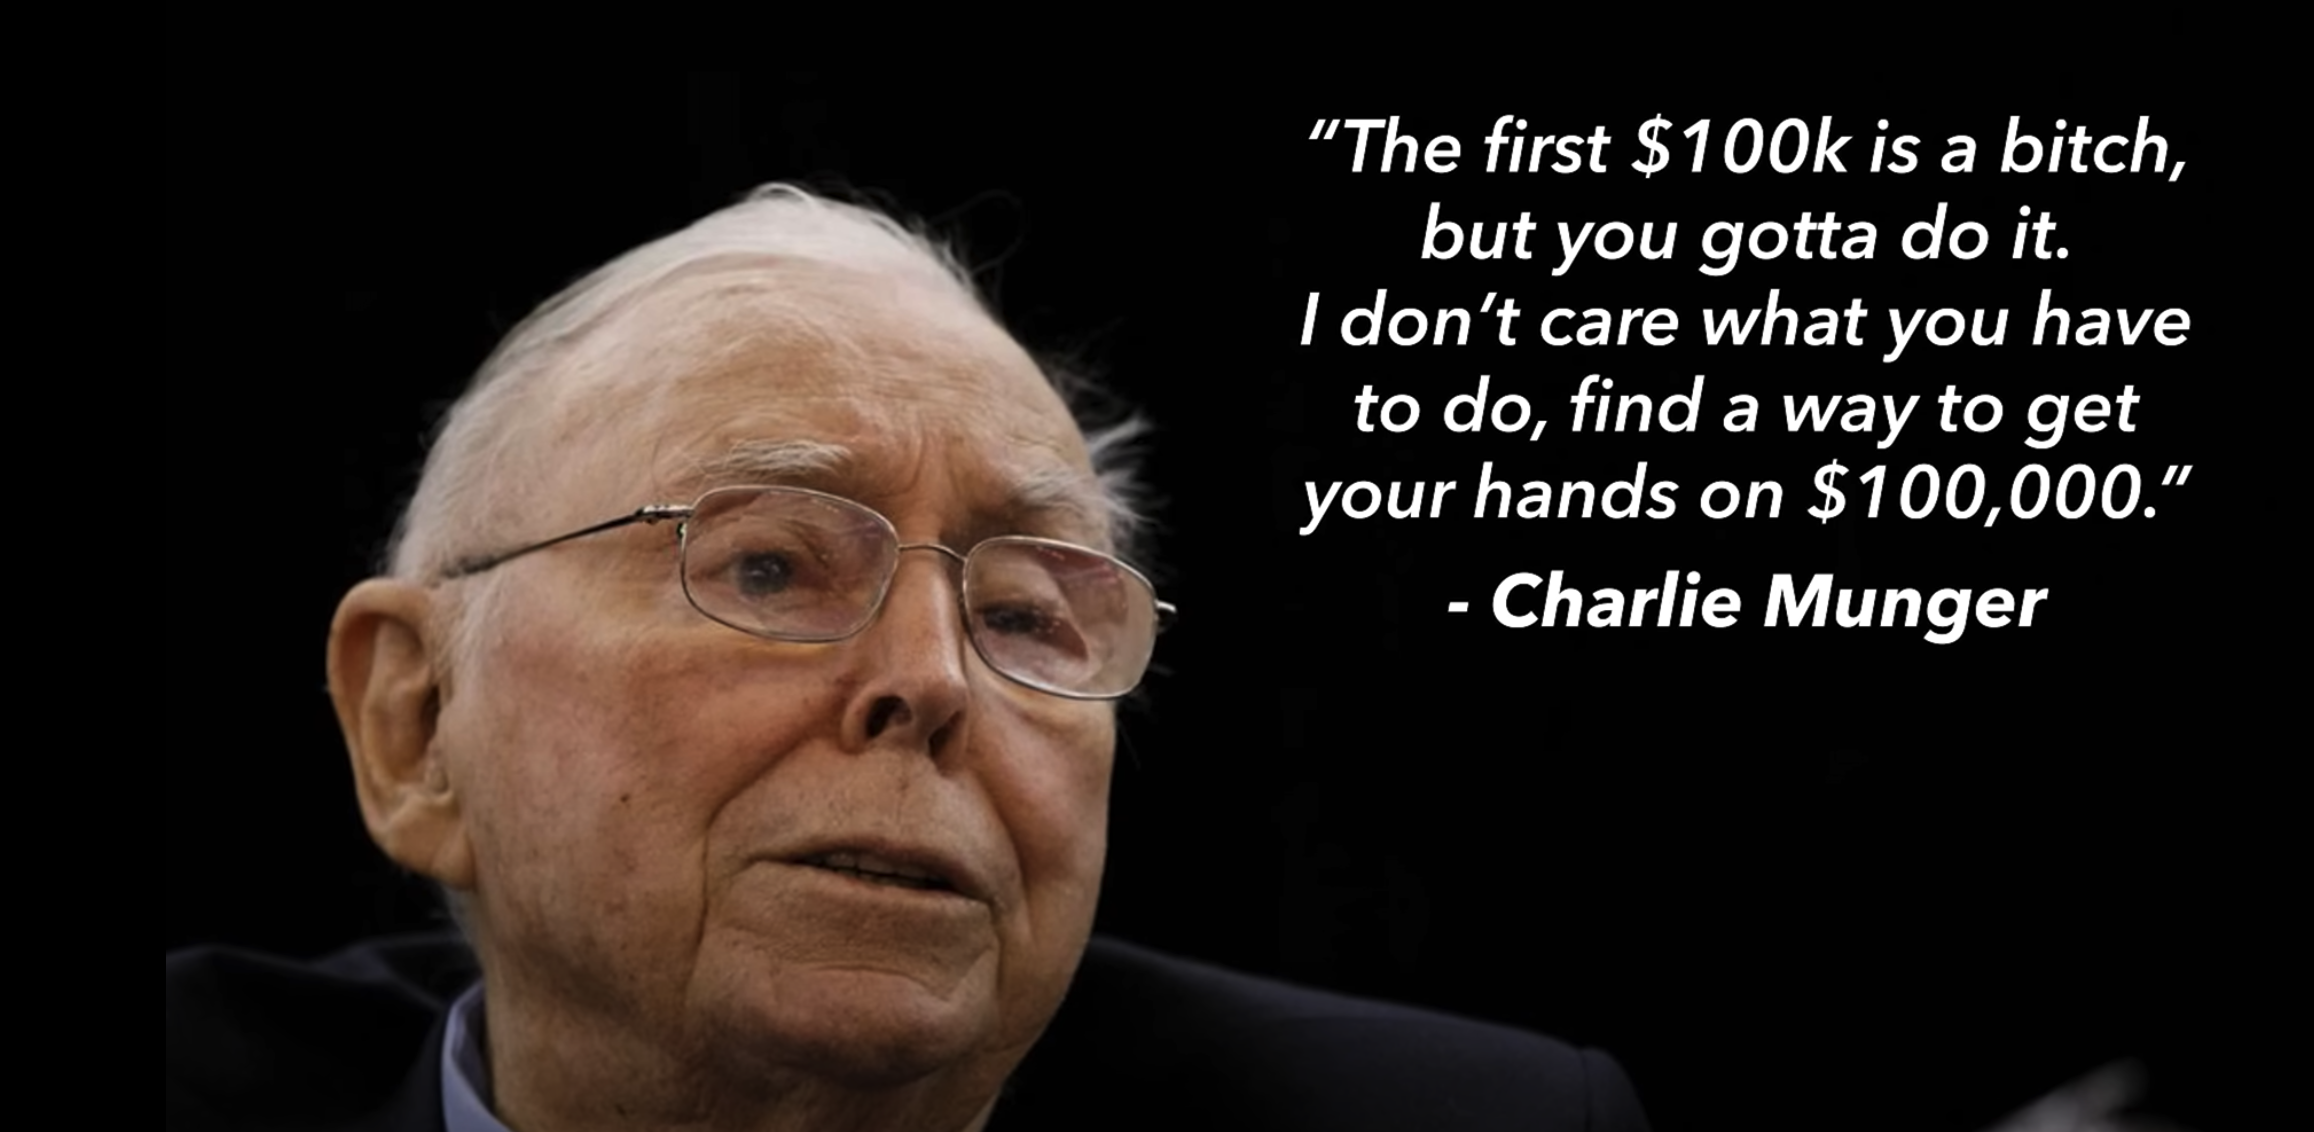 “The first $100k is a bitch,
but you gotta do it.
I don’t care what you have
to do, find a way to get
your hands on $100,000.”
- Charlie Munger